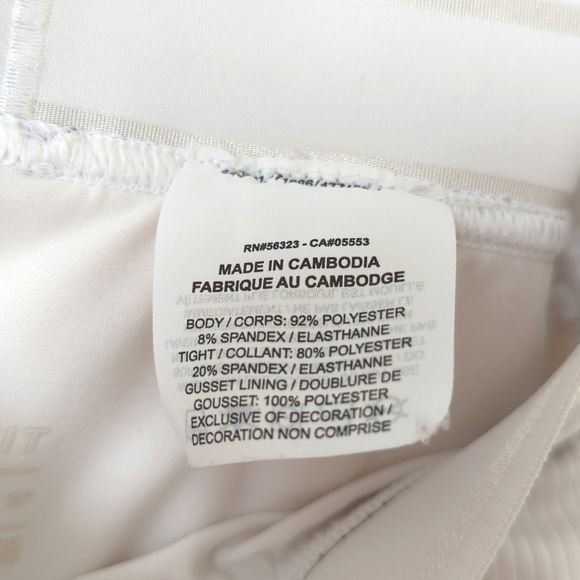 RN#56323 - CA#05553
MADE IN CAMBODIA
FABRIQUE AU CAMBODGE
BODY / CORPS: 92% POLYESTER
8% SPANDEX / ELASTHANNE
TIGHT / COLLANT: 80% POLYESTER
20% SPANDEX / ELASTHANNE
GUSSET LINING / DOUBLURE DE
GOUSSET: 100% POLYESTER
EXCLUSIVE OF DECORATION /
DECORATION NON COMPRISE